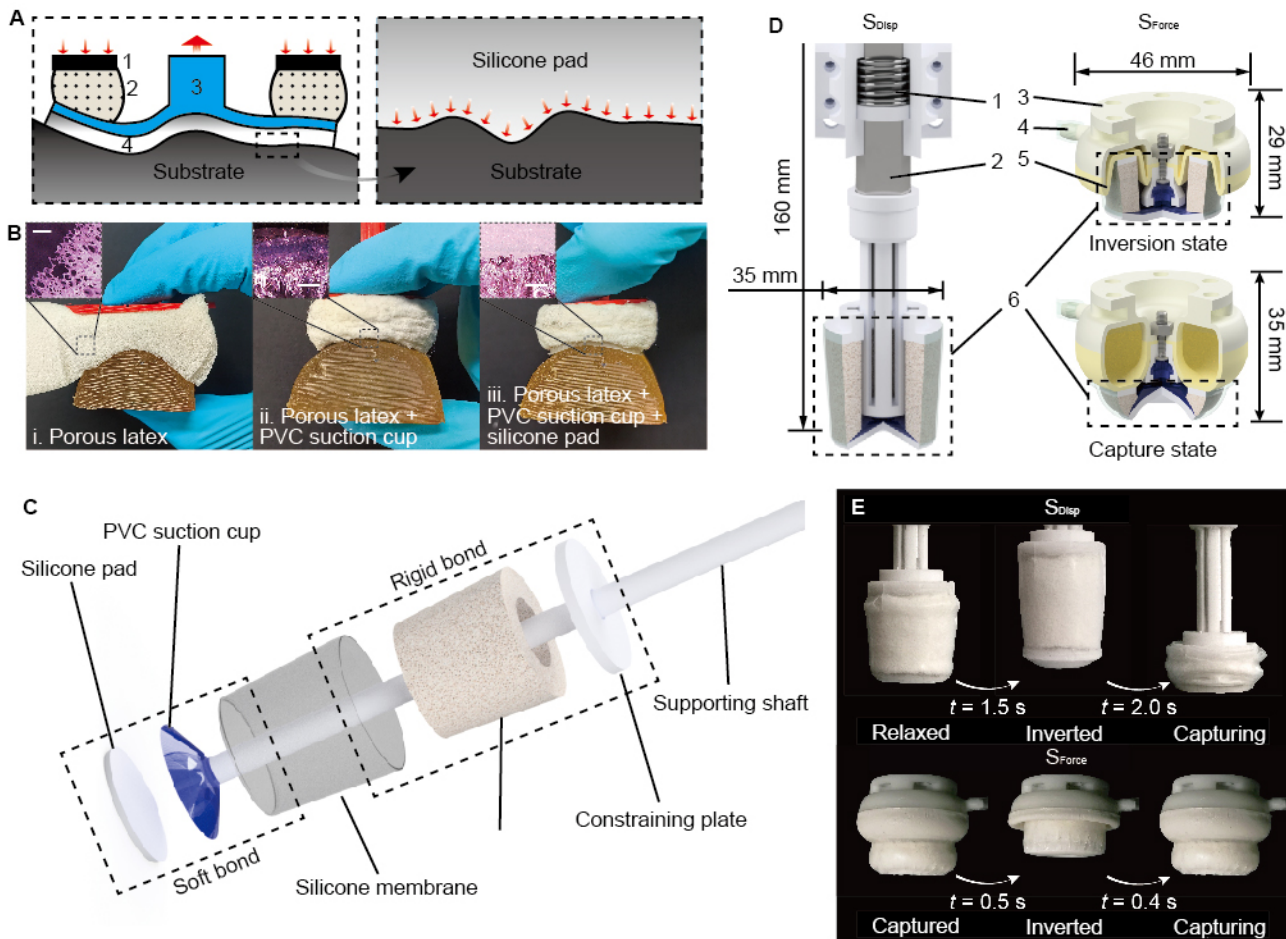 A
1
2
3
4
Substrate
Silicone pad
Substrate
B
i. Porous latex
ii. Porous latex +
PVC suction cup
iii. Porous latex +
PVC suction cup +
silicone pad
C
PVC suction cup
Silicone pad
Rigid bond
Supporting shaft
Constraining plate
Silicone membrane
Soft bond
D
SDisp
SForce
46 mm
1
3
4
5
2
29 mm
160 mm
Inversion state
35 mm
6
35 mm
Capture state
E
SDisp
t = 1.5 s
t = 2.0 s
Relaxed
Inverted
Capturing
SForce
t = 0.5 s
t = 0.4 s
Captured
Inverted
Capturing